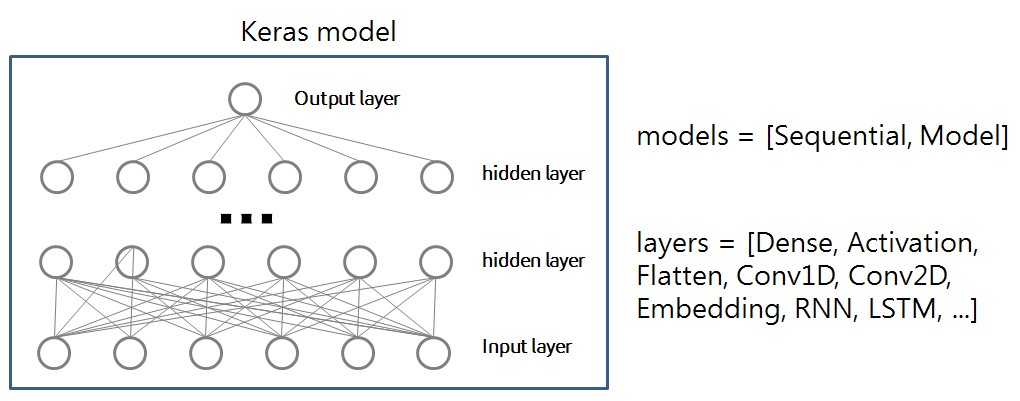 Keras model
Output layer
hidden layer
hidden layer
Input layer
models = [Sequential, Model]
layers = [Dense, Activation,
Flatten, Conv1D, Conv2D,
Embedding, RNN, LSTM, ...]